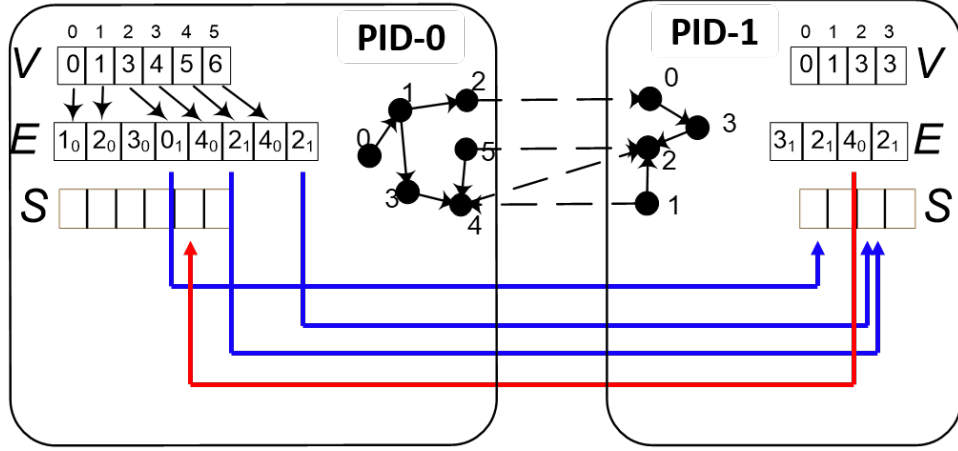 PID-0
0 1 2 3 4 5
V 0 1 3 4 5 6
E 1₀ 2₀ 3₀ 0₁ 4₀ 2₁ 4₀ 2₁
S
0
1
2
3
5
4
PID-1
0 1 2 3
0 1 3 3 V
3₁ 2₁ 4₀ 2₁ E
S
0
3
2
1